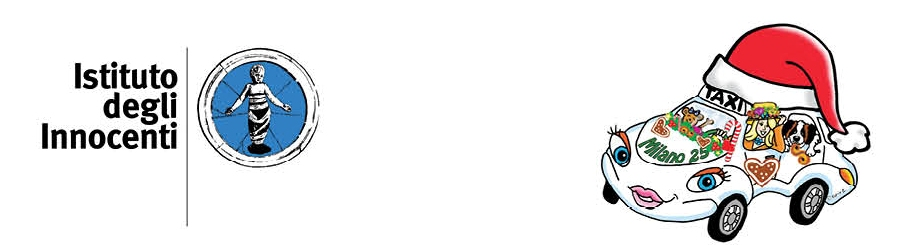 Istituto
degli
Innocenti
TAXI
Milano 25